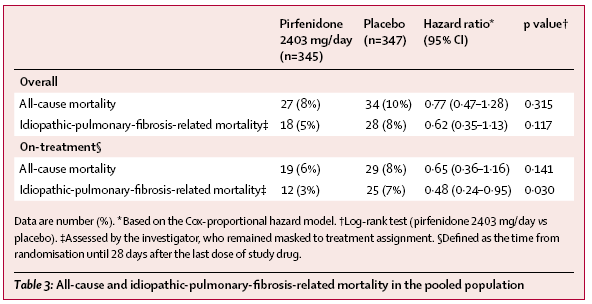 Pirfenidone Placebo Hazard ratio* p value†
2403 mg/day (n=347) (95% CI)
(n=345)
Overall
All-cause mortality 27 (8%) 34 (10%) 0·77 (0·47–1·28) 0·315
Idiopathic-pulmonary-fibrosis-related mortality‡ 18 (5%) 28 (8%) 0·62 (0·35–1·13) 0·117
On-treatment§
All-cause mortality 19 (6%) 29 (8%) 0·65 (0·36–1·16) 0·141
Idiopathic-pulmonary-fibrosis-related mortality‡ 12 (3%) 25 (7%) 0·48 (0·24–0·95) 0·030
Data are number (%). *Based on the Cox-proportional hazard model. †Log-rank test (pirfenidone 2403 mg/day vs
placebo). ‡Assessed by the investigator, who remained masked to treatment assignment. §Defined as the time from
randomisation until 28 days after the last dose of study drug.
Table 3: All-cause and idiopathic-pulmonary-fibrosis-related mortality in the pooled population